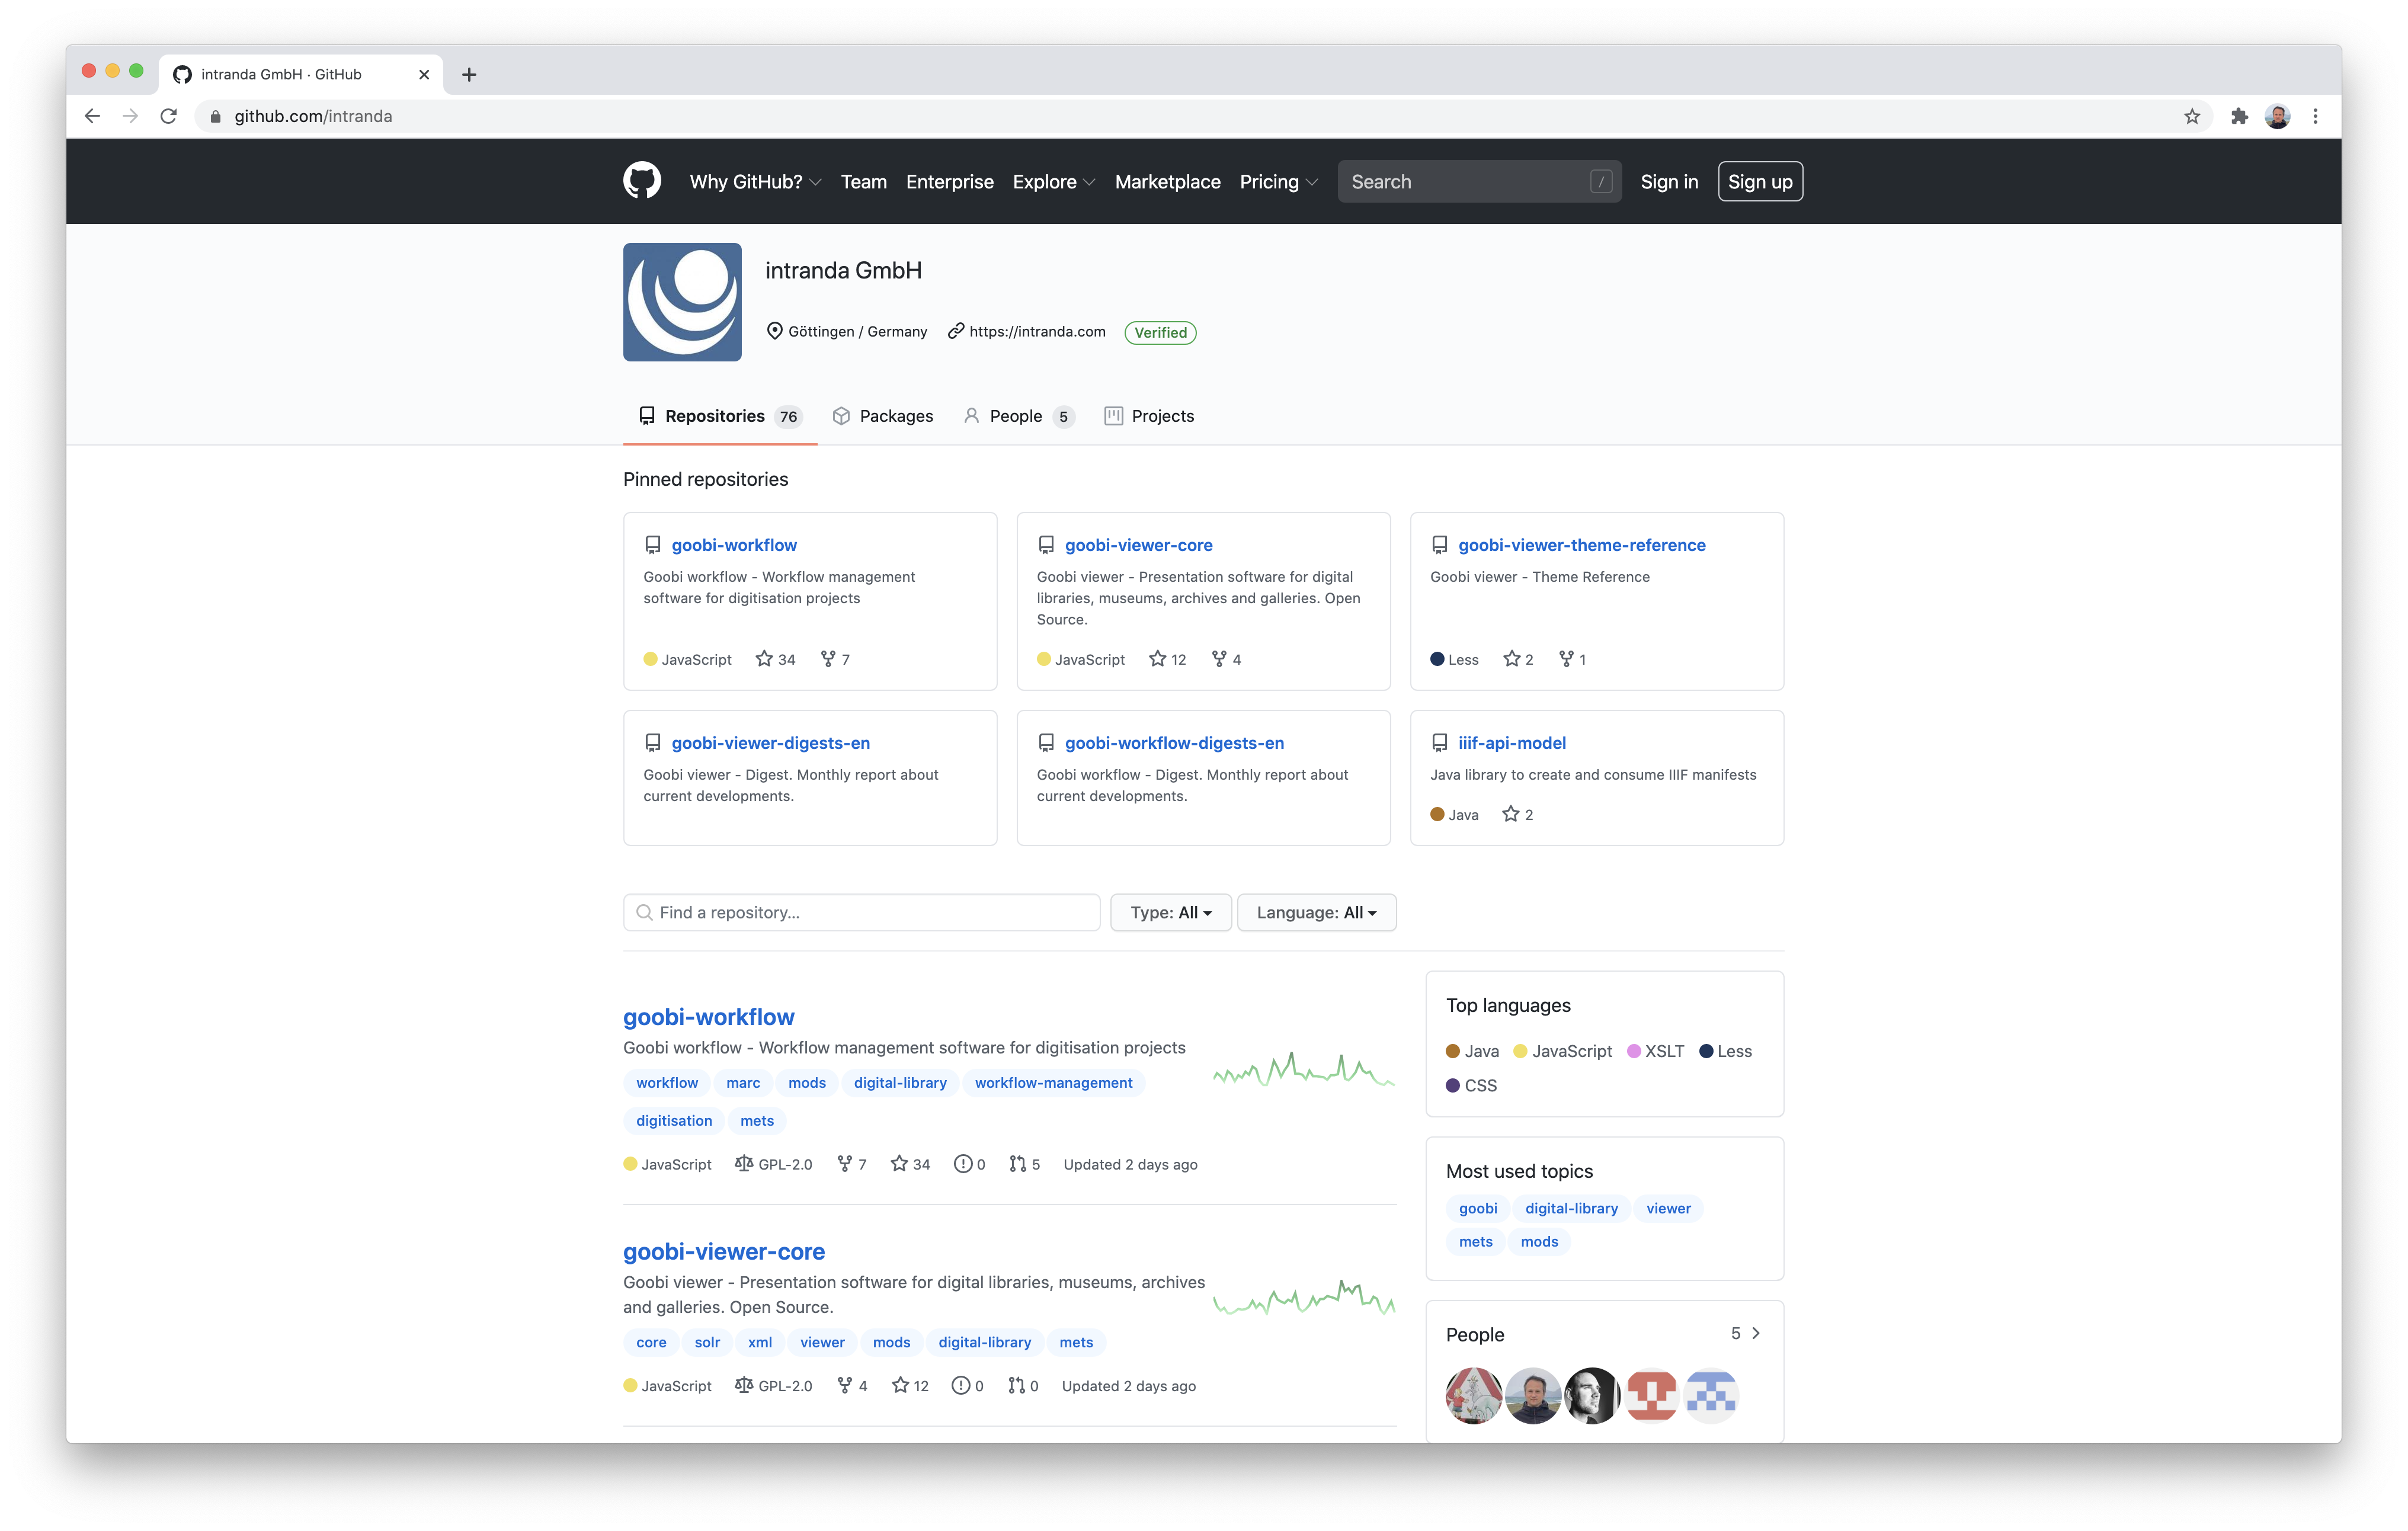 intranda GmbH · GitHub
github.com/intranda
Why GitHub? Team Enterprise Explore Marketplace Pricing Search / Sign in Sign up
intranda GmbH
Göttingen / Germany https://intranda.com Verified
Repositories 76 Packages People 5 Projects
Pinned repositories
goobi-workflow
Goobi workflow - Workflow management
software for digitisation projects
JavaScript 34 7
goobi-viewer-core
Goobi viewer - Presentation software for digital
libraries, museums, archives and galleries. Open
Source.
JavaScript 12 4
goobi-viewer-theme-reference
Goobi viewer - Theme Reference
Less 2 1
goobi-viewer-digests-en
Goobi viewer - Digest. Monthly report about
current developments.
goobi-workflow-digests-en
Goobi workflow - Digest. Monthly report about
current developments.
iiif-api-model
Java library to create and consume IIIF manifests
Java 2
Find a repository... Type: All Language: All
goobi-workflow
Goobi workflow - Workflow management software for digitisation projects
workflow marc mods digital-library workflow-management
digitisation mets
JavaScript GPL-2.0 7 34 0 5 Updated 2 days ago
goobi-viewer-core
Goobi viewer - Presentation software for digital libraries, museums, archives
and galleries. Open Source.
core solr xml viewer mods digital-library mets
JavaScript GPL-2.0 4 12 0 0 Updated 2 days ago
Top languages
Java JavaScript XSLT Less
CSS
Most used topics
goobi digital-library viewer
mets mods
People 5